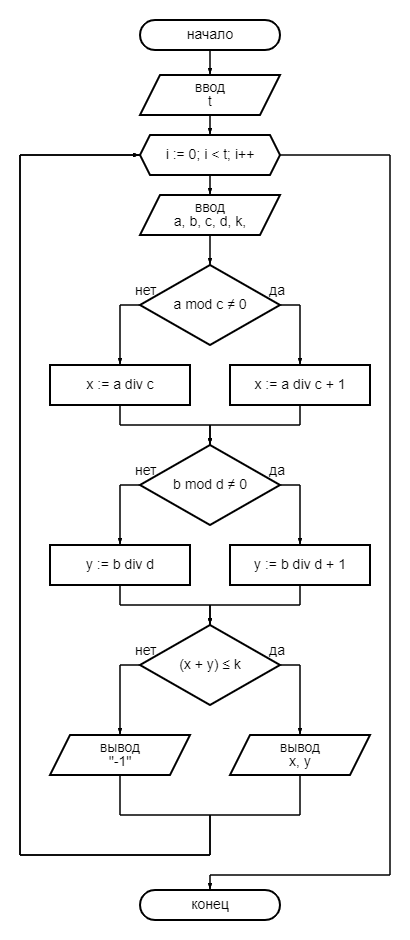 начало
ввод
t
i := 0; i < t; i++
ввод
a, b, c, d, k,
нет
да
a mod c ≠ 0
x := a div c
x := a div c + 1
нет
да
b mod d ≠ 0
y := b div d
y := b div d + 1
нет
да
(x + y) ≤ k
вывод
"-1"
вывод
x, y
конец